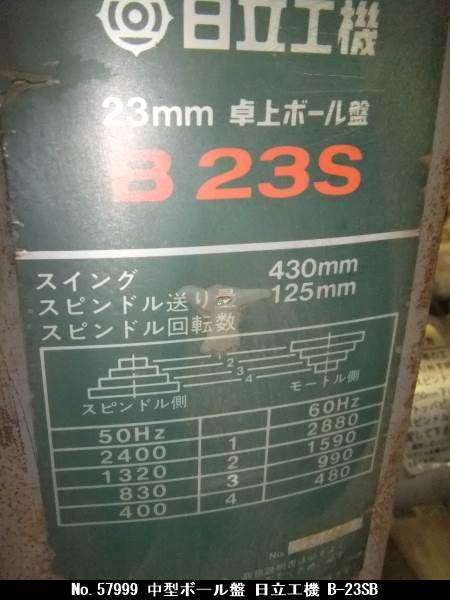 日立工機
23mm 卓上ボール盤
B 23S
スイング 430mm
スピンドル送り量 125mm
スピンドル回転数
1
2
3
4
スピンドル側 モートル側
50Hz 60Hz
2400 1 2880
1320 2 1590
830 3 990
400 4 480
No.
No.57999 中型ボール盤 日立工機 B-23SB